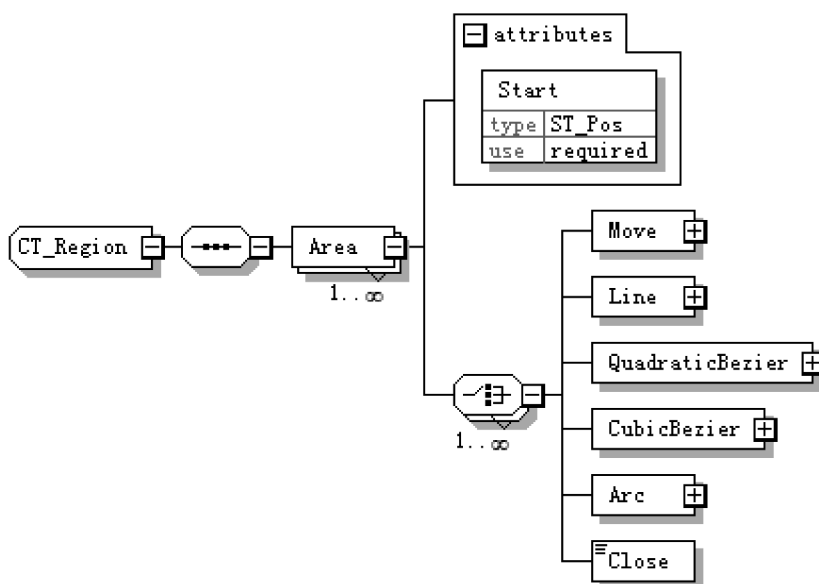 attributes
Start
type ST_Pos
use required
CT_Region
Area
1..∞
Move
Line
QuadraticBezier
CubicBezier
1..∞
Arc
Close